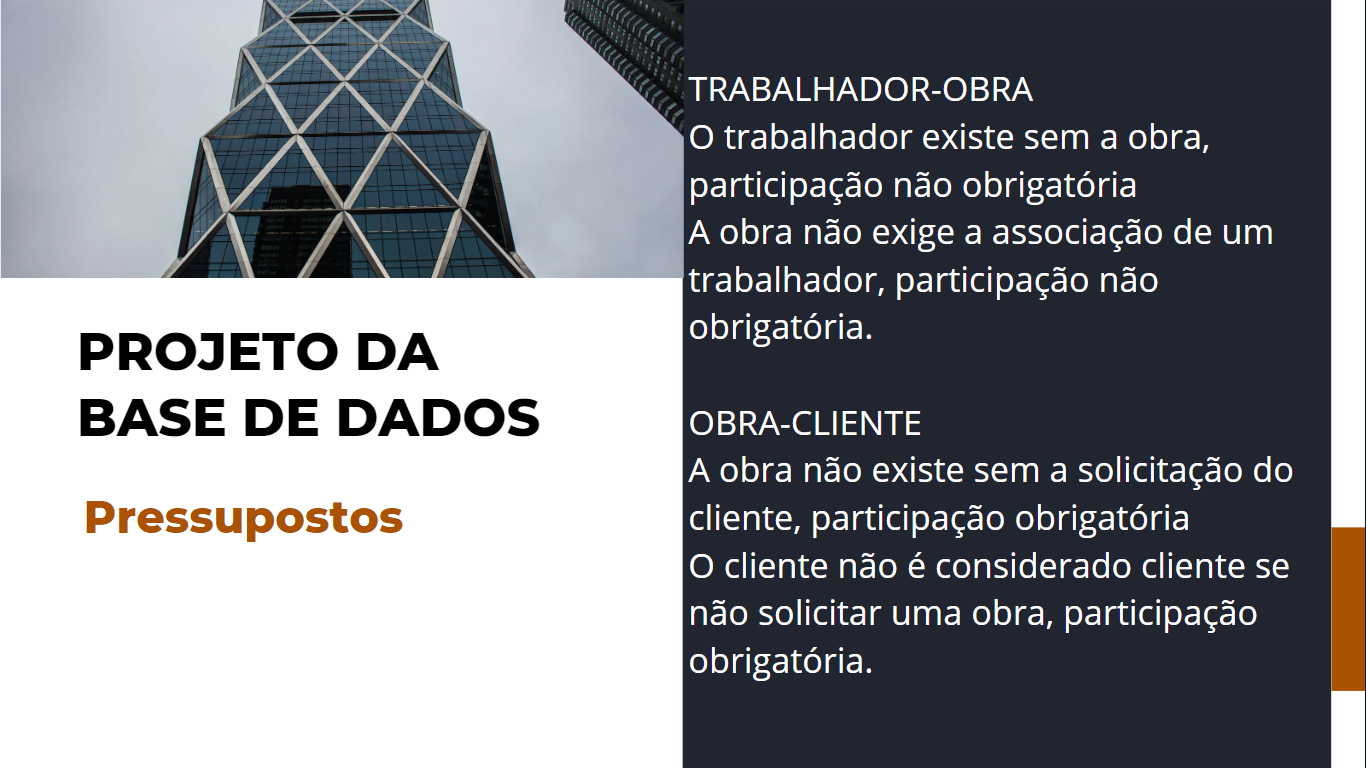 PROJETO DA
BASE DE DADOS
Pressupostos
TRABALHADOR-OBRA
O trabalhador existe sem a obra,
participação não obrigatória
A obra não exige a associação de um
trabalhador, participação não
obrigatória.
OBRA-CLIENTE
A obra não existe sem a solicitação do
cliente, participação obrigatória
O cliente não é considerado cliente se
não solicitar uma obra, participação
obrigatória.